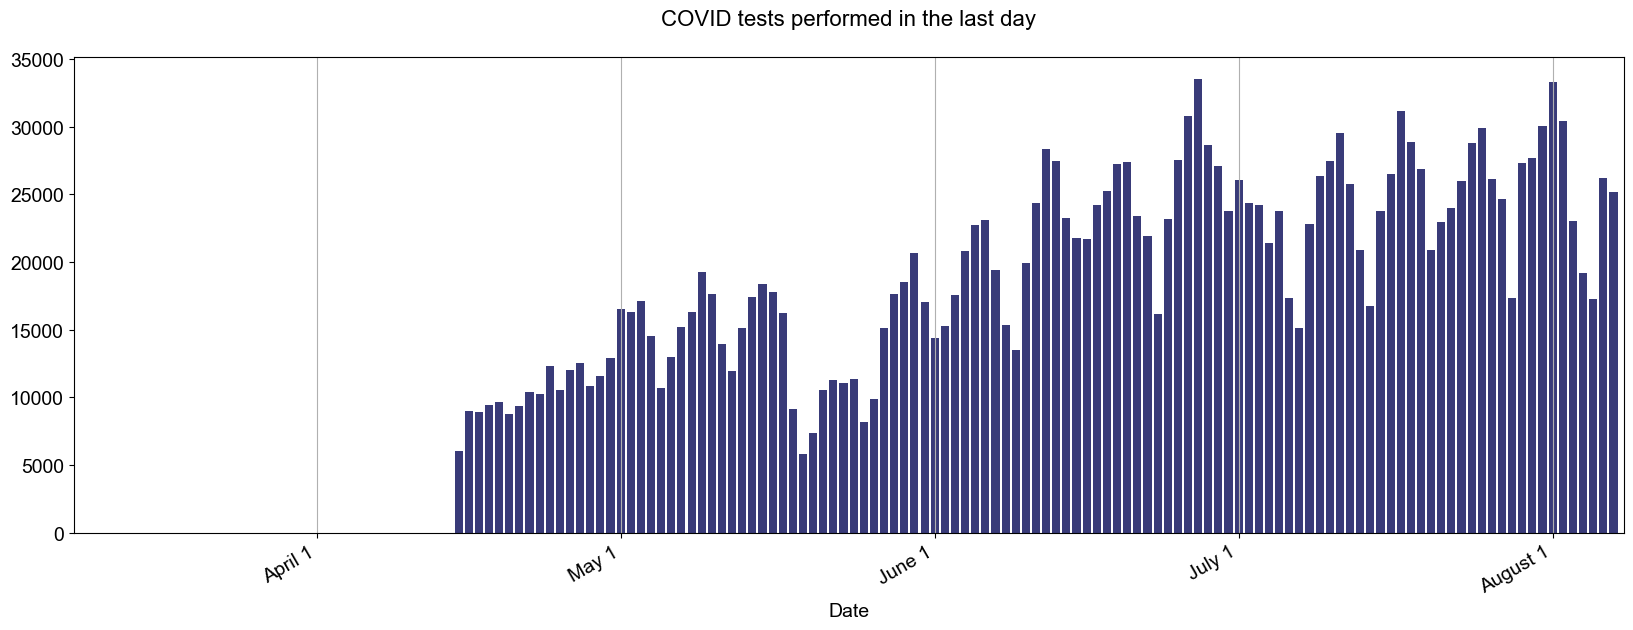 COVID tests performed in the last day
35000
30000
25000
20000
15000
10000
5000
0
April 1
May 1
June 1
July 1
August 1
Date